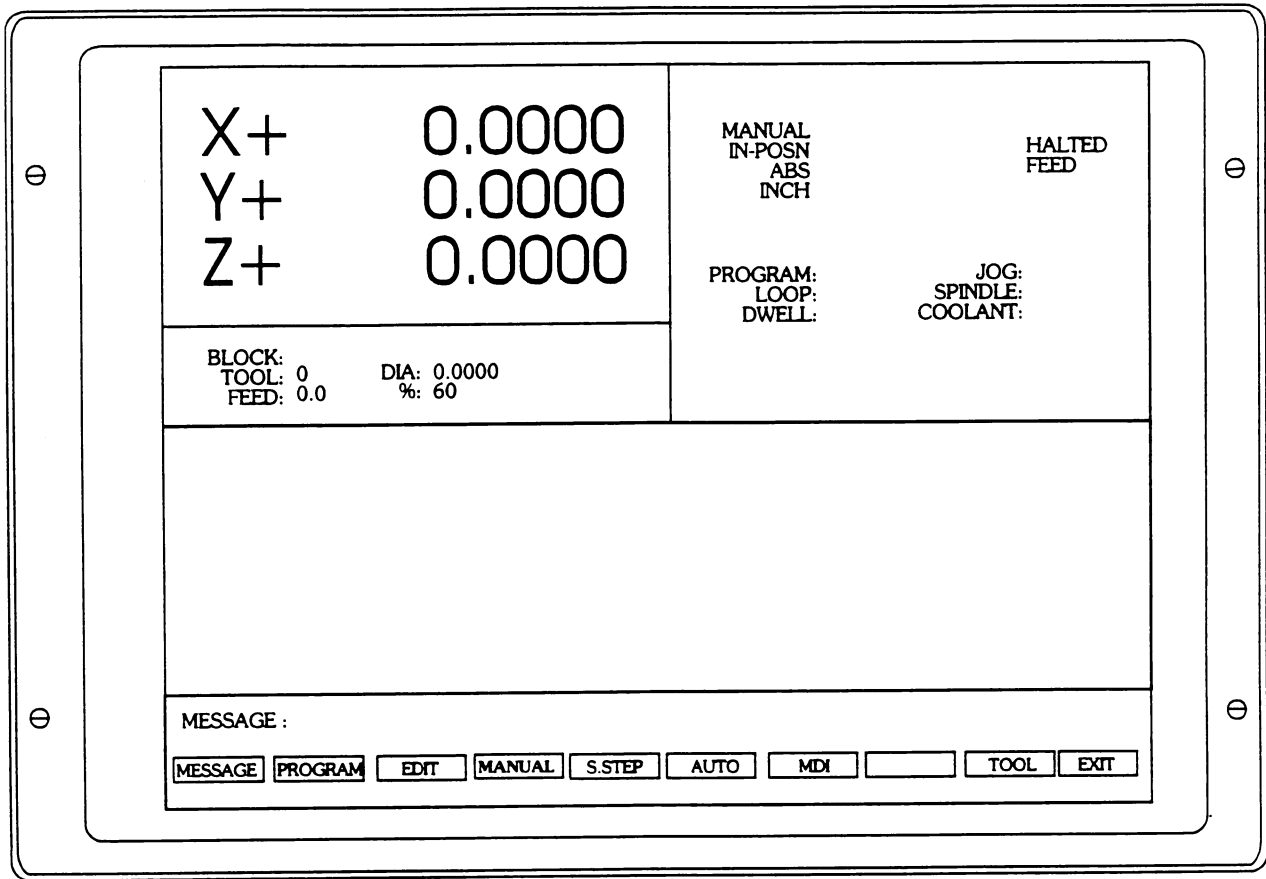 X+ 0.0000
Y+ 0.0000
Z+ 0.0000
MANUAL
IN-POSN
ABS
INCH
HALTED
FEED
PROGRAM:
LOOP:
DWELL:
JOG:
SPINDLE:
COOLANT:
BLOCK:
TOOL: 0 DIA: 0.0000
FEED: 0.0 %: 60
MESSAGE :
MESSAGE PROGRAM EDIT MANUAL S.STEP AUTO MDI TOOL EXIT